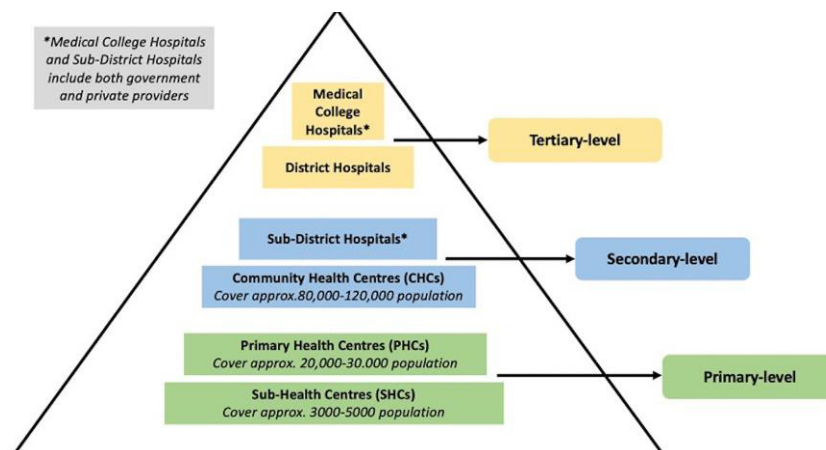 *Medical College Hospitals
and Sub-District Hospitals
include both government
and private providers
Medical
College
Hospitals*
Tertiary-level
District Hospitals
Sub-District Hospitals*
Secondary-level
Community Health Centres (CHCs)
Cover approx.80,000-120,000 population
Primary Health Centres (PHCs)
Cover approx. 20,000-30.000 population
Primary-level
Sub-Health Centres (SHCs)
Cover approx. 3000-5000 population